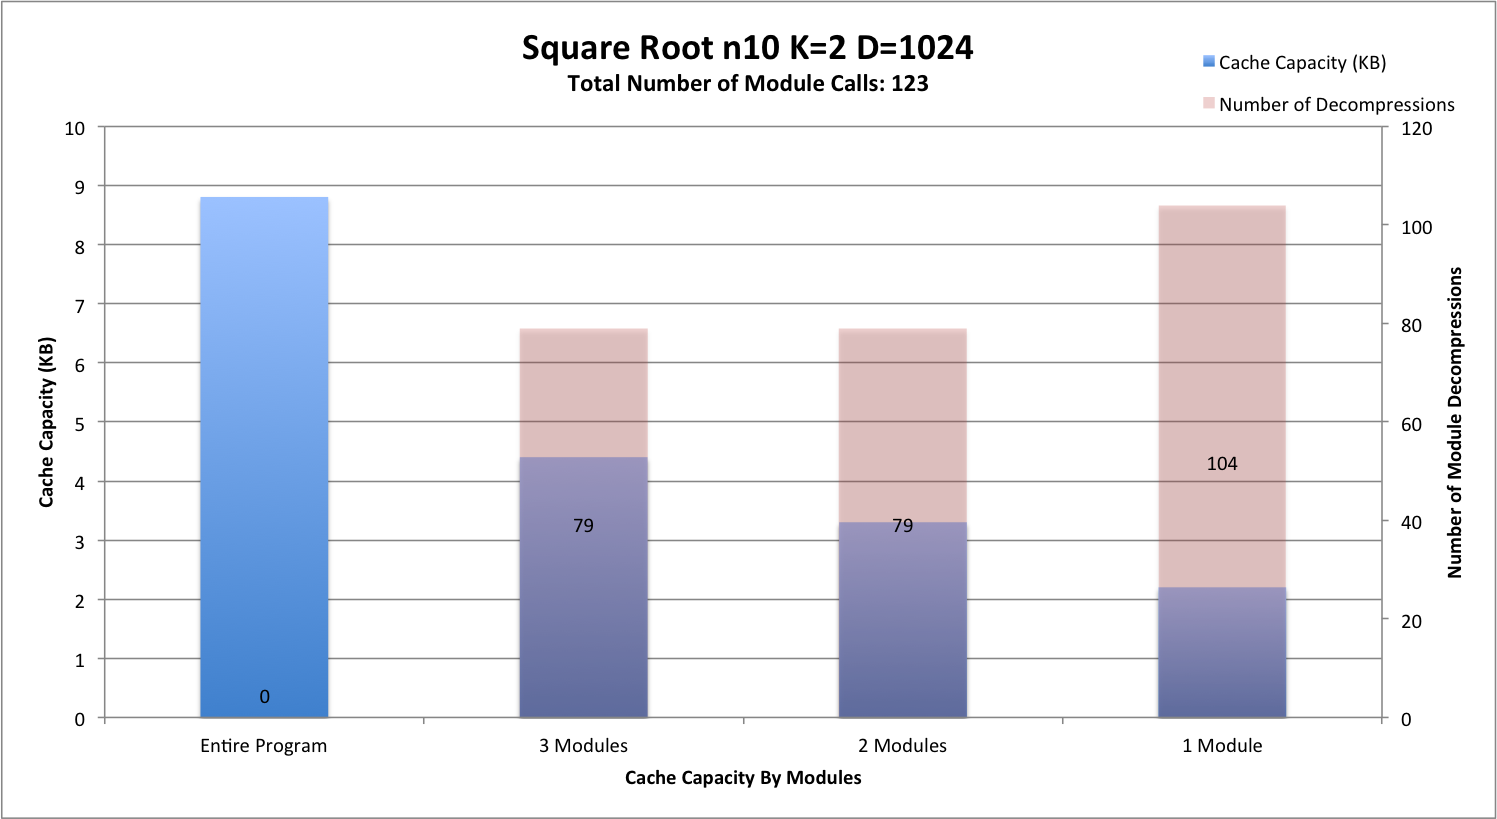 Square Root n10 K=2 D=1024
Total Number of Module Calls: 123
Cache Capacity (KB)
Number of Decompressions
10
9
8
7
6
5
4
3
2
1
0
Cache Capacity (KB)
120
100
80
60
40
20
0
Number of Module Decompressions
0
79
79
104
Entire Program
3 Modules
2 Modules
1 Module
Cache Capacity By Modules